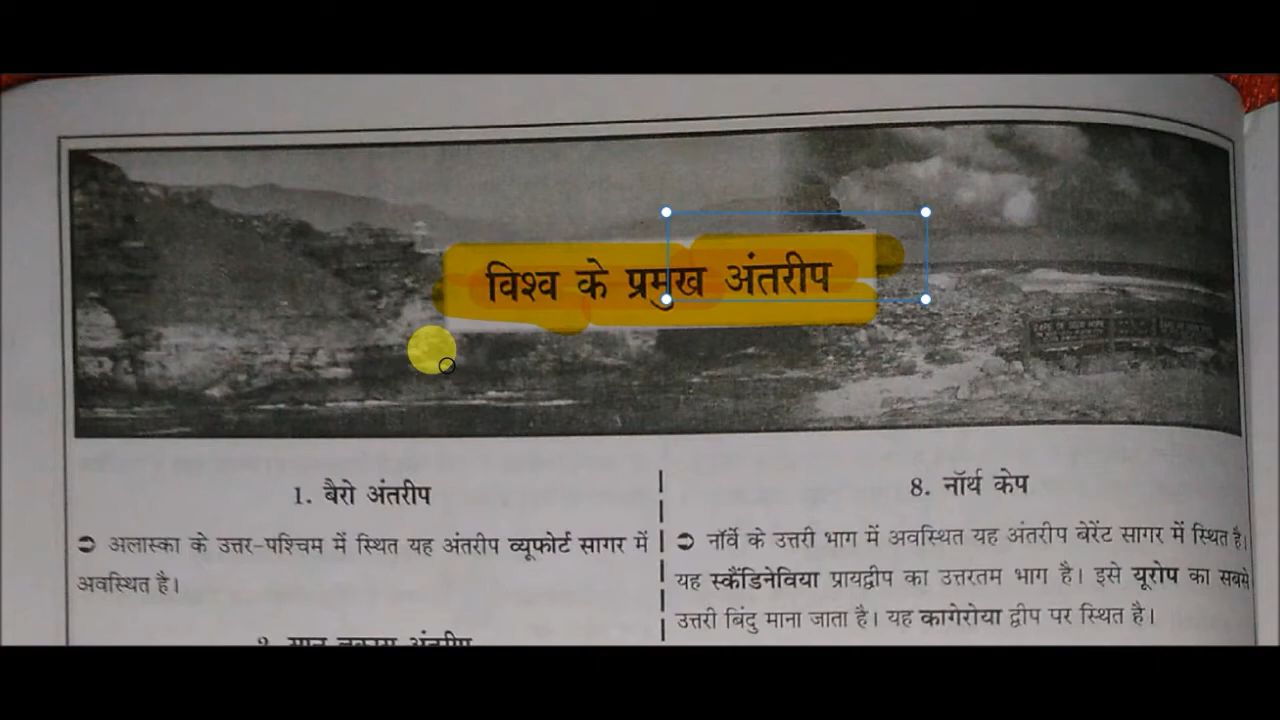 विश्व के प्रमुख अंतरीप
1. बैरो अंतरीप
➲ अलास्का के उत्तर-पश्चिम में स्थित यह अंतरीप ब्यूफोर्ट सागर में
अवस्थित है।
8. नॉर्थ केप
➲ नॉर्वे के उत्तरी भाग में अवस्थित यह अंतरीप बेरेंट सागर में स्थित है।
यह स्कैंडिनेविया प्रायद्वीप का उत्तरतम भाग है। इसे यूरोप का सबसे
उत्तरी बिंदु माना जाता है। यह कागेरोया द्वीप पर स्थित है।